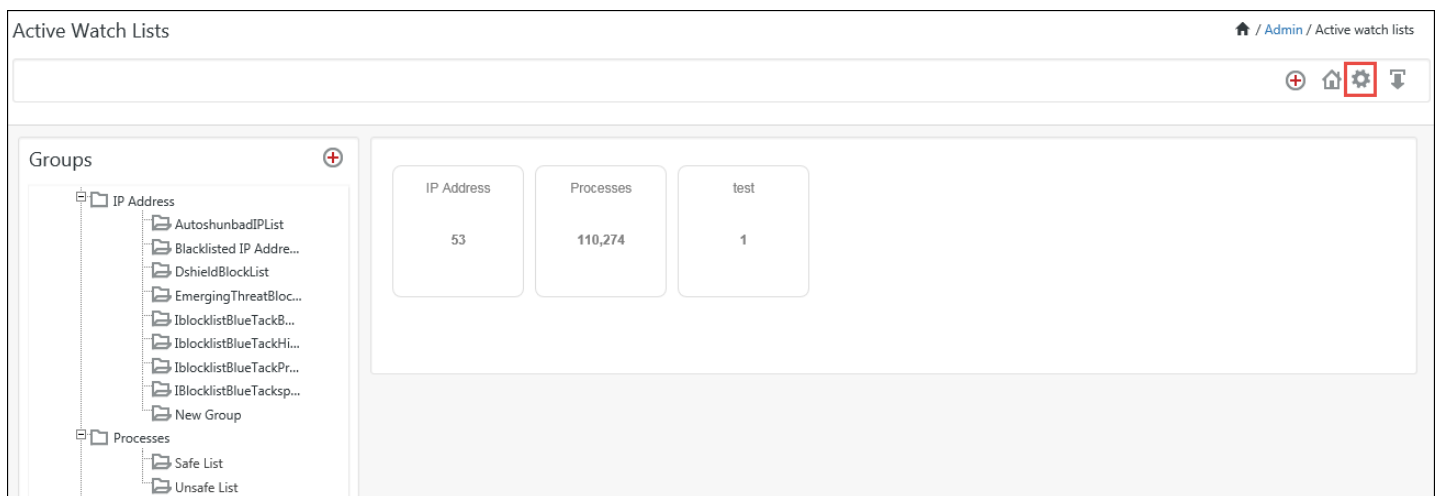 Active Watch Lists
/ Admin / Active watch lists
Groups
IP Address
AutoshunbadIPList
Blacklisted IP Addre...
DshieldBlockList
EmergingThreatBloc...
IblocklistBlueTackB...
IblocklistBlueTackHi...
IblocklistBlueTackPr...
IBlocklistBlueTacksp...
New Group
Processes
Safe List
Unsafe List
IP Address
53
Processes
110,274
test
1